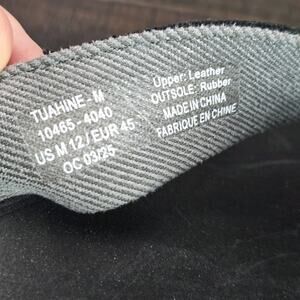 TUAHINE - M
10465 - 4040
US M 12 / EUR 45
OC 03/25
Upper: Leather
OUTSOLE: Rubber
MADE IN CHINA
FABRIQUE EN CHINE